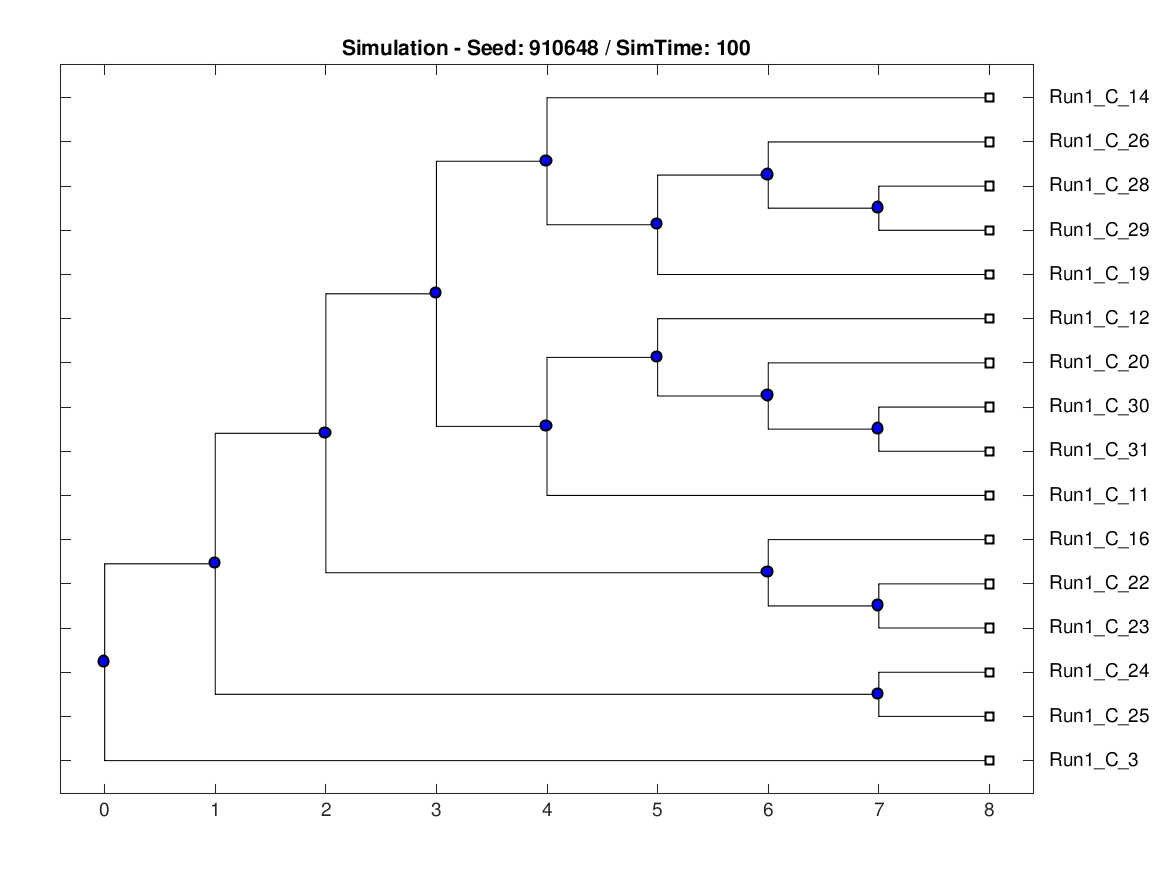 Simulation - Seed: 910648 / SimTime: 100
Run1_C_14
Run1_C_26
Run1_C_28
Run1_C_29
Run1_C_19
Run1_C_12
Run1_C_20
Run1_C_30
Run1_C_31
Run1_C_11
Run1_C_16
Run1_C_22
Run1_C_23
Run1_C_24
Run1_C_25
Run1_C_3
0 1 2 3 4 5 6 7 8